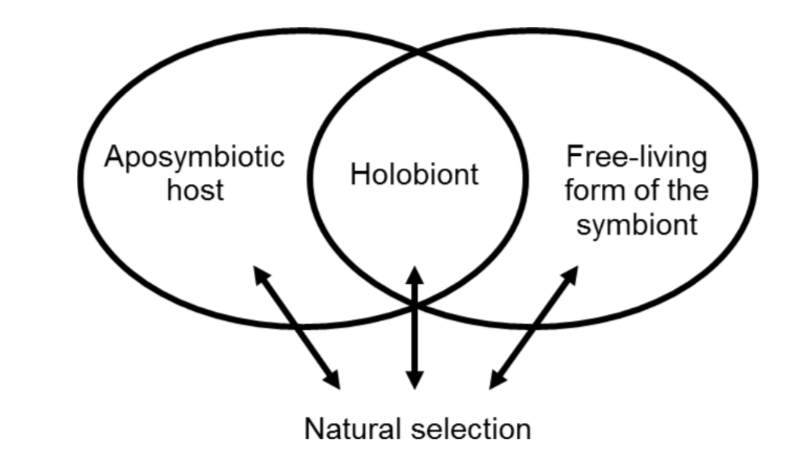 Aposymbiotic
host
Holobiont
Free-living
form of the
symbiont
Natural selection